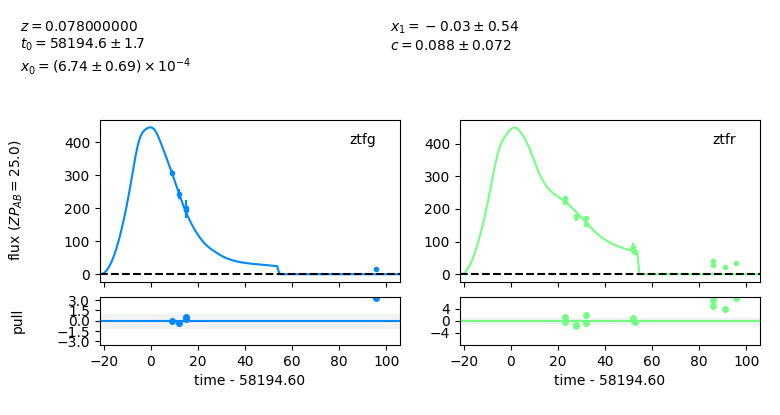 z = 0.078000000
t₀ = 58194.6 ± 1.7
x₀ = (6.74 ± 0.69) × 10⁻⁴
x₁ = −0.03 ± 0.54
c = 0.088 ± 0.072
flux (ZP_AB = 25.0)
400
300
200
100
0
ztfg
400
300
200
100
0
ztfr
pull
3.0
1.5
0.0
−1.5
−3.0
−20 0 20 40 60 80 100
time - 58194.60
4
0
−4
−20 0 20 40 60 80 100
time - 58194.60